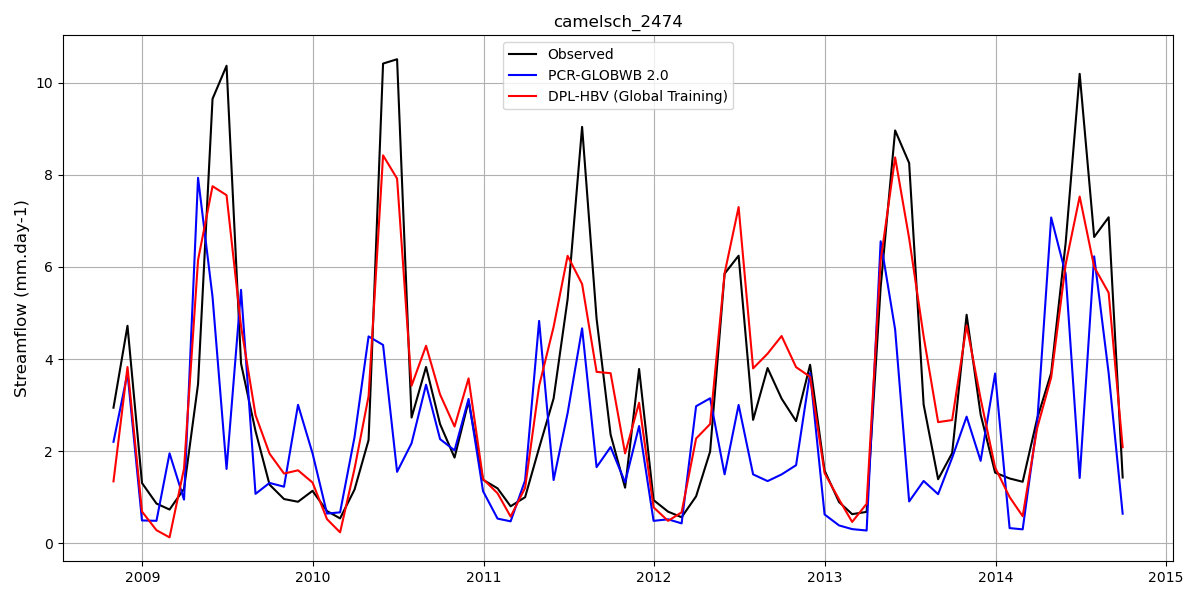 camelsch_2474
Observed
PCR-GLOBWB 2.0
DPL-HBV (Global Training)
Streamflow (mm.day-1)
10
8
6
4
2
0
2009 2010 2011 2012 2013 2014 2015